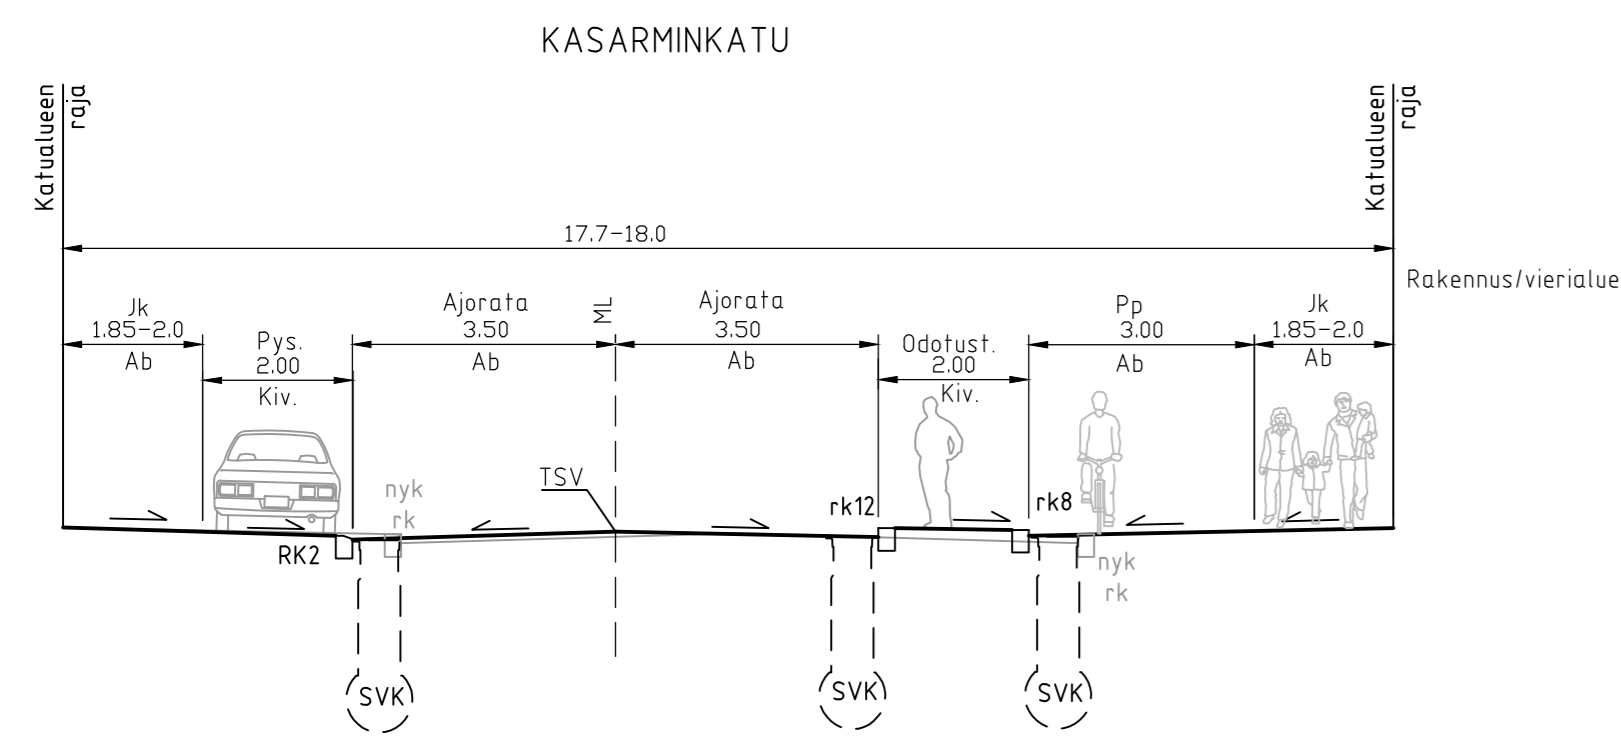 KASARMINKATU
Katualueen
raja
Katualueen
raja
17.7-18.0
Rakennus/vierialue
Jk
1.85-2.0
Ab
Pys.
2.00
Kiv.
Ajorata
3.50
Ab
ML
Ajorata
3.50
Ab
Odotust.
2.00
Kiv.
Pp
3.00
Ab
Jk
1.85-2.0
Ab
TSV
nyk
rk
rk12
rk8
RK2
nyk
rk
SVK
SVK
SVK